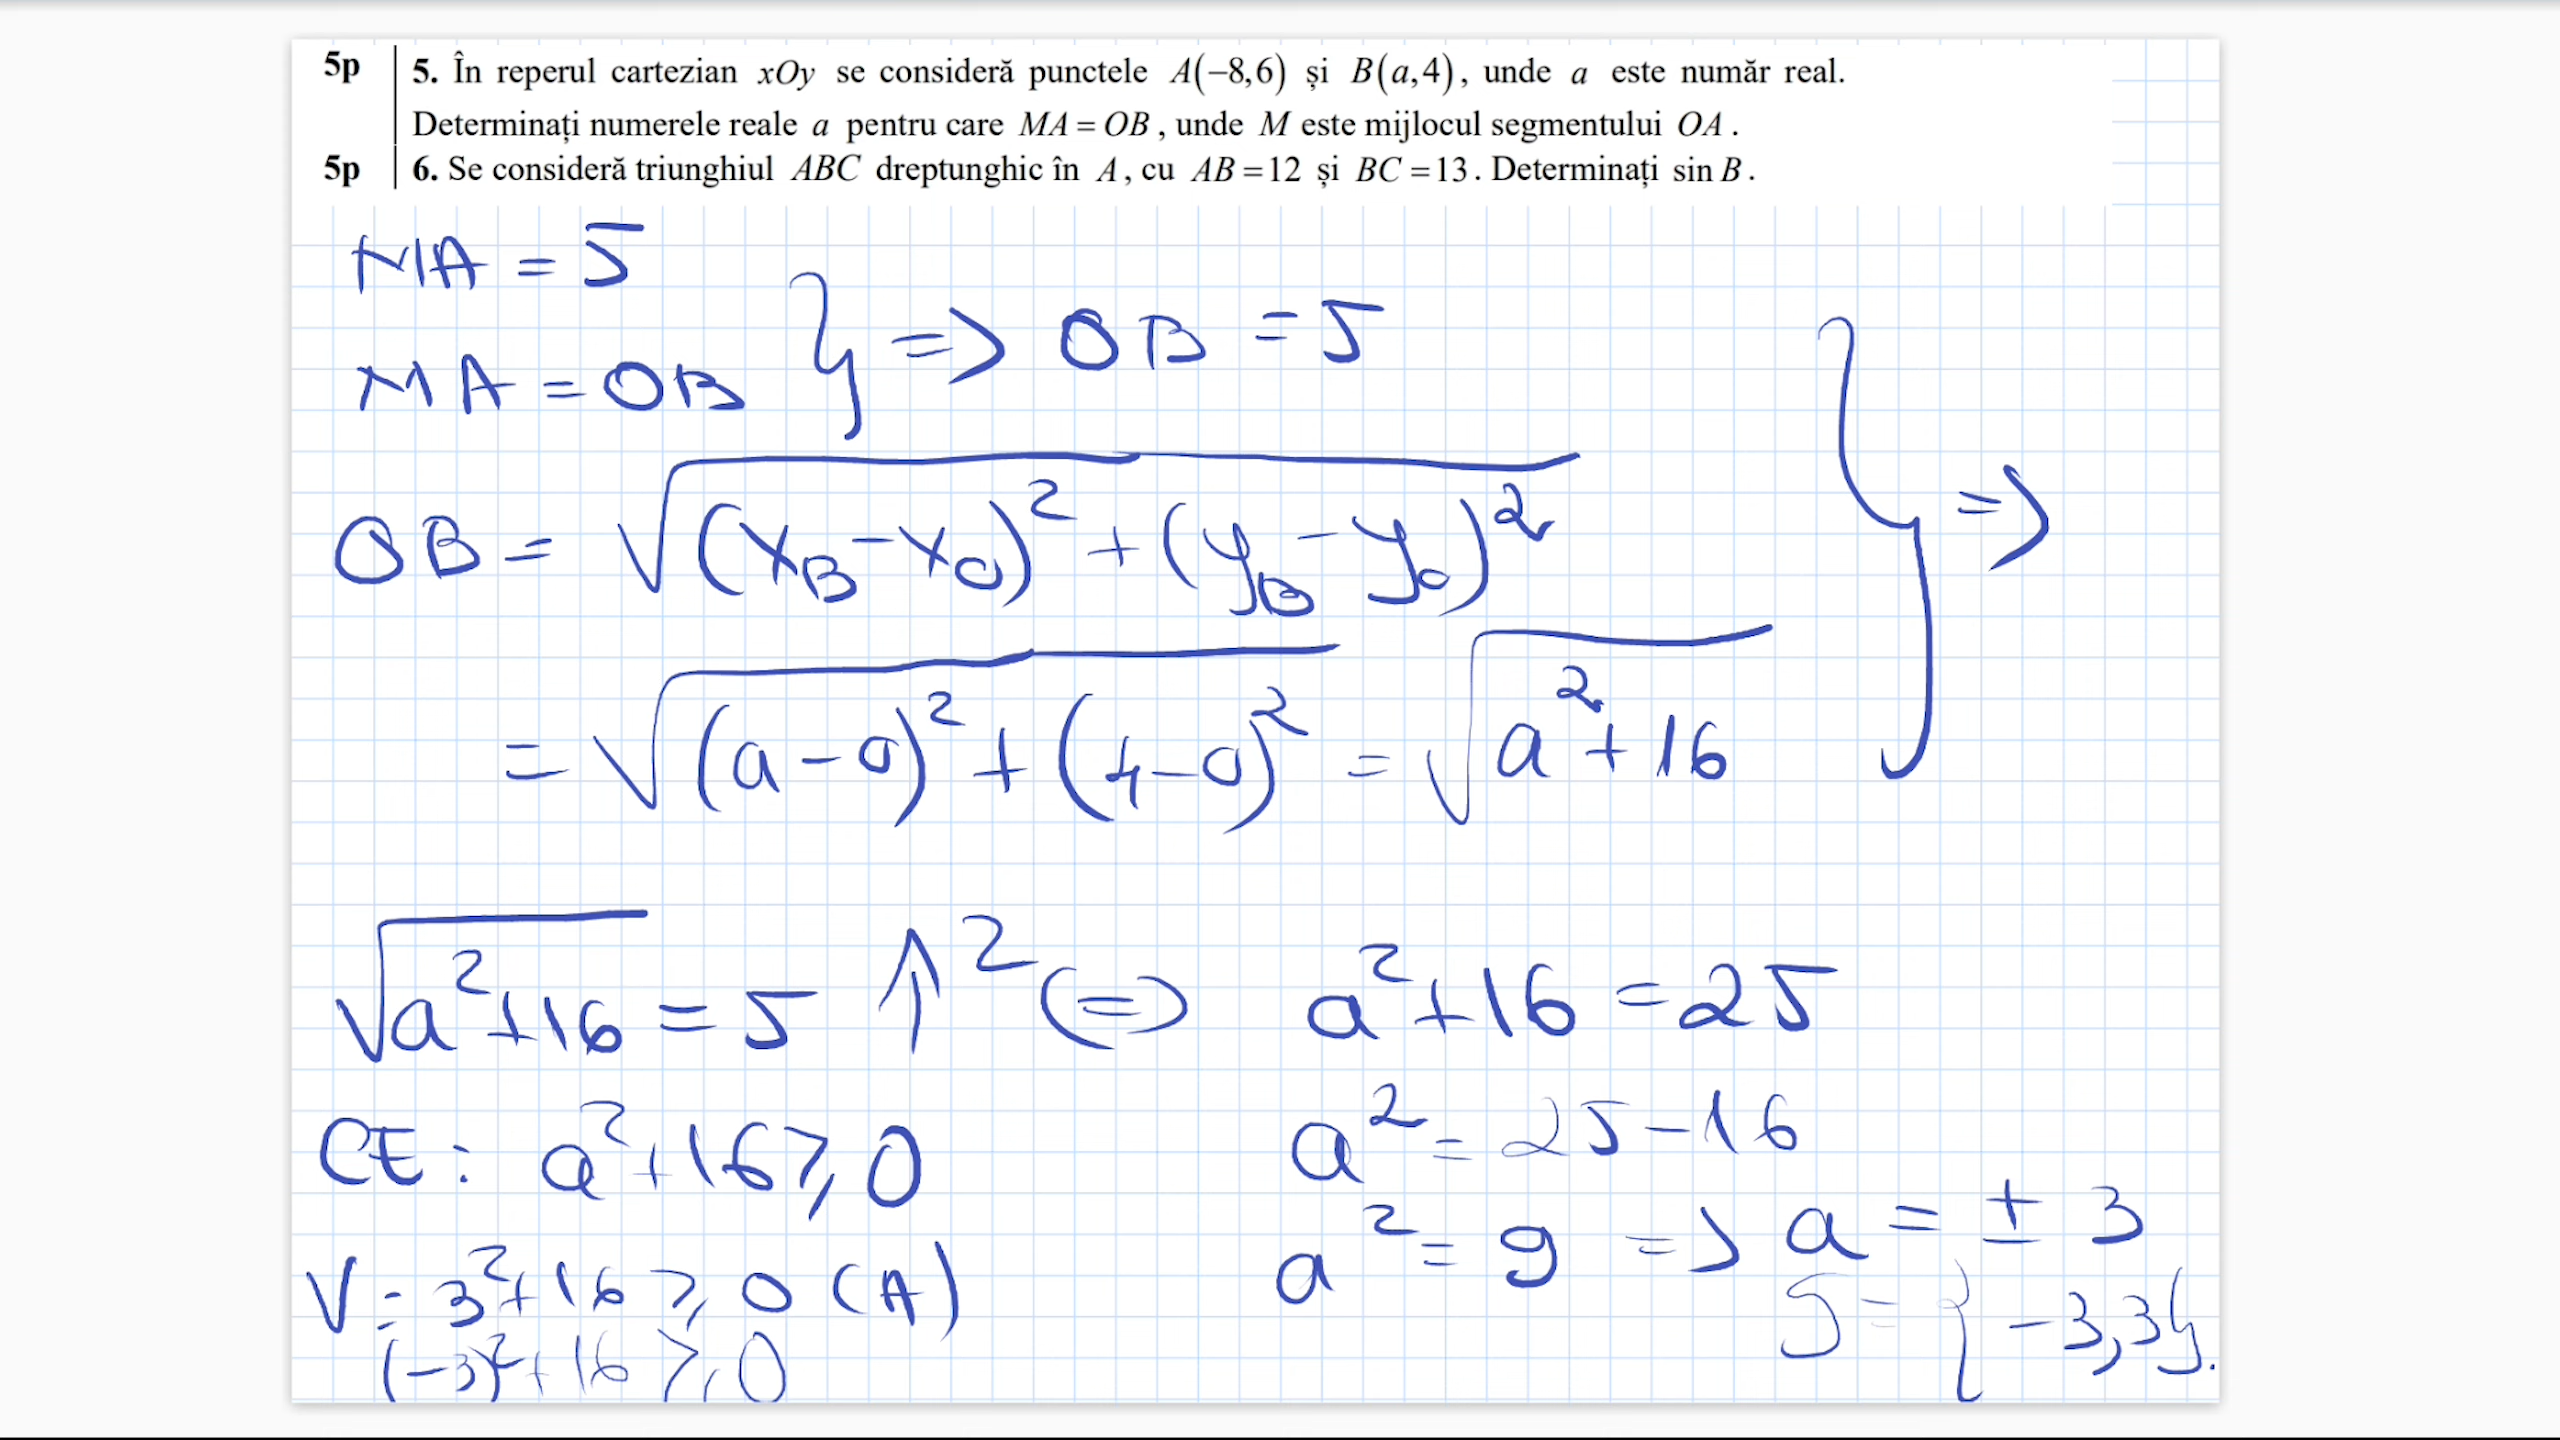 5p 5. În reperul cartezian xOy se consideră punctele A(−8,6) și B(a,4), unde a este număr real.
Determinați numerele reale a pentru care MA = OB, unde M este mijlocul segmentului OA.
5p 6. Se consideră triunghiul ABC dreptunghic în A, cu AB = 12 și BC = 13. Determinați sin B.
MA = 5
MA = OB } => OB = 5
OB = √((x_B − x_O)² + (y_B − y_O)²) } =>
= √((a − 0)² + (4 − 0)²) = √(a² + 16)
√(a² + 16) = 5 ↑² (=) a² + 16 = 25
CE: a² + 16 ⩾ 0
a² = 25 − 16
a² = 9 => a = ± 3
V: 3² + 16 ⩾ 0 (A)
(−3)² + 16 ⩾ 0
S = {−3, 3}.